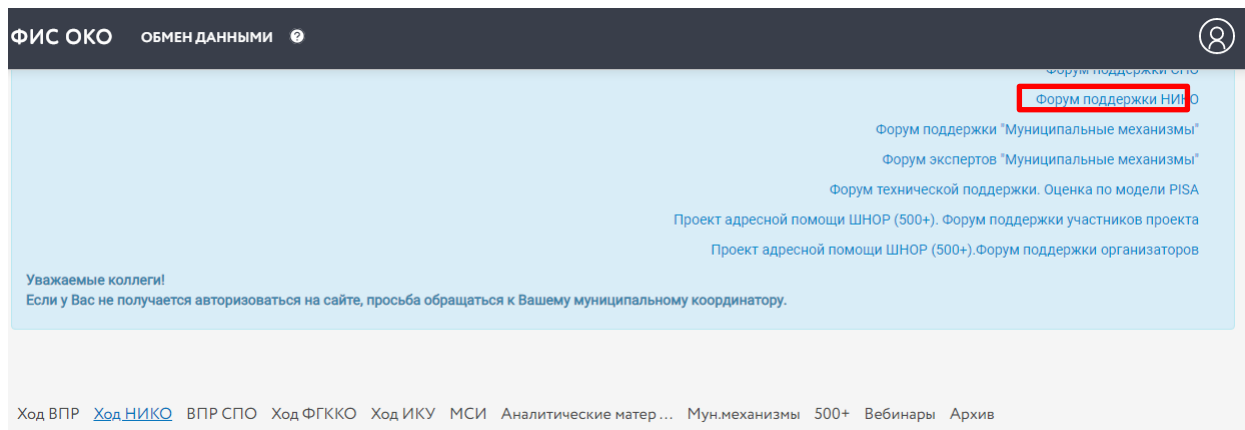 ФИС ОКО ОБМЕН ДАННЫМИ ?
Форум поддержки СПО
Форум поддержки НИКО
Форум поддержки "Муниципальные механизмы"
Форум экспертов "Муниципальные механизмы"
Форум технической поддержки. Оценка по модели PISA
Проект адресной помощи ШНОР (500+). Форум поддержки участников проекта
Проект адресной помощи ШНОР (500+).Форум поддержки организаторов
Уважаемые коллеги!
Если у Вас не получается авторизоваться на сайте, просьба обращаться к Вашему муниципальному координатору.
Ход ВПР Ход НИКО ВПР СПО Ход ФГККО Ход ИКУ МСИ Аналитические матер ... Мун.механизмы 500+ Вебинары Архив